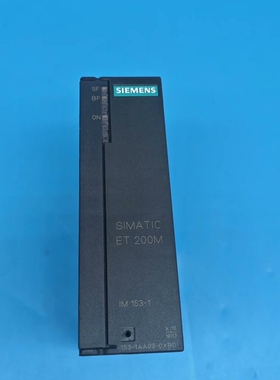 SIEMENS
SF
BF
ON
SIMATIC
ET 200M
IM 153-1